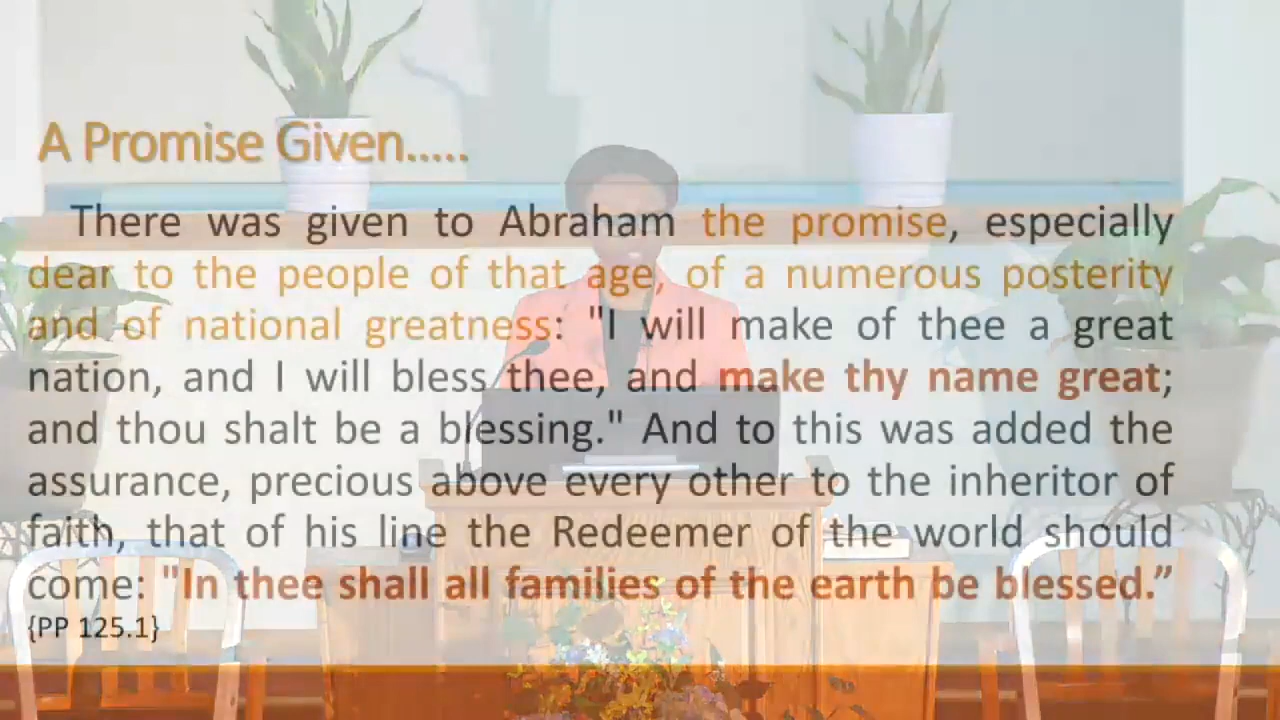 A Promise Given.....
There was given to Abraham the promise, especially
dear to the people of that age, of a numerous posterity
and of national greatness: "I will make of thee a great
nation, and I will bless thee, and make thy name great;
and thou shalt be a blessing." And to this was added the
assurance, precious above every other to the inheritor of
faith, that of his line the Redeemer of the world should
come: "In thee shall all families of the earth be blessed.”
{PP 125.1}